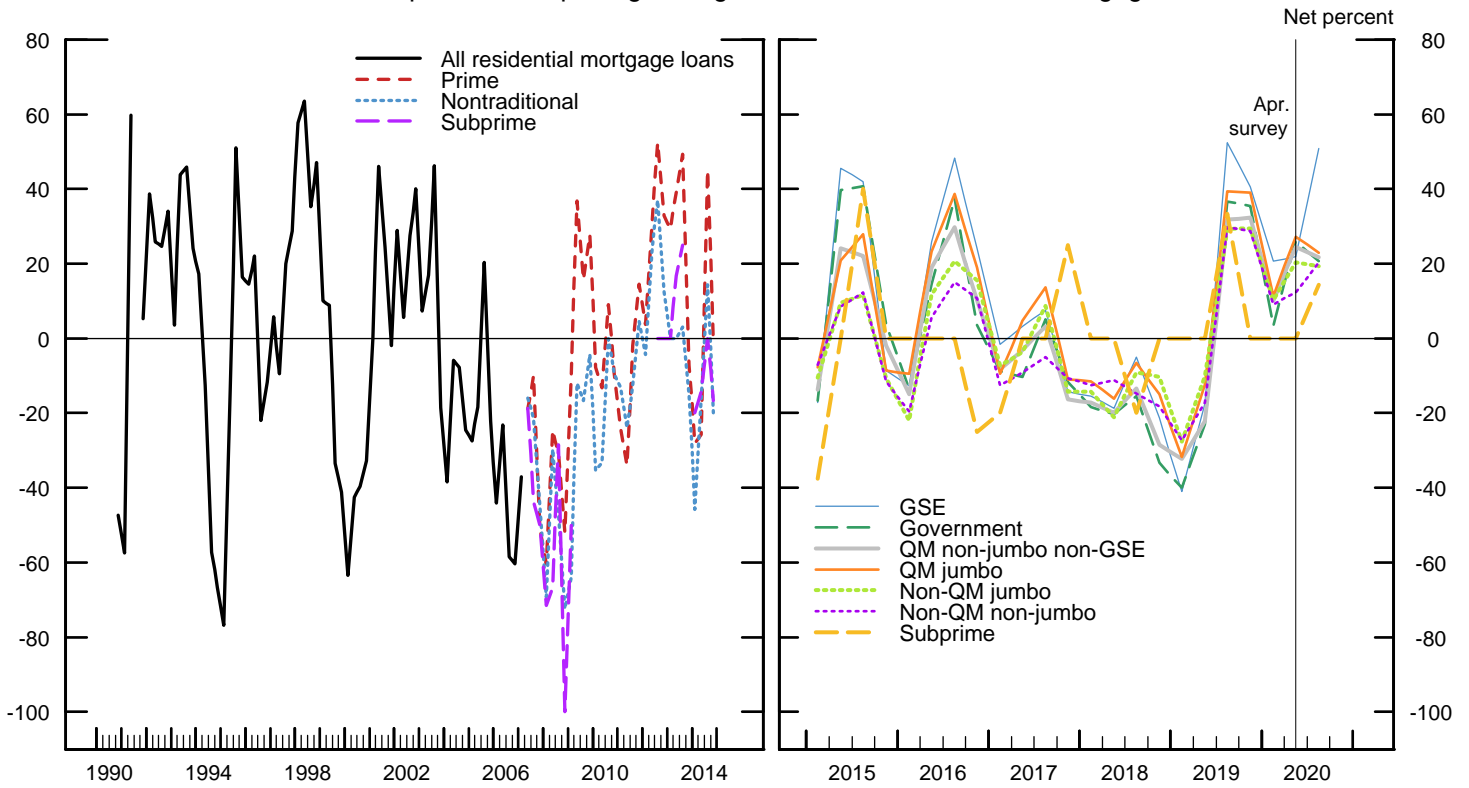 Net percent
80
60
40
20
0
-20
-40
-60
-80
-100
All residential mortgage loans
Prime
Nontraditional
Subprime
1990 1994 1998 2002 2006 2010 2014
Apr.
survey
GSE
Government
QM non-jumbo non-GSE
QM jumbo
Non-QM jumbo
Non-QM non-jumbo
Subprime
2015 2016 2017 2018 2019 2020
80
60
40
20
0
-20
-40
-60
-80
-100